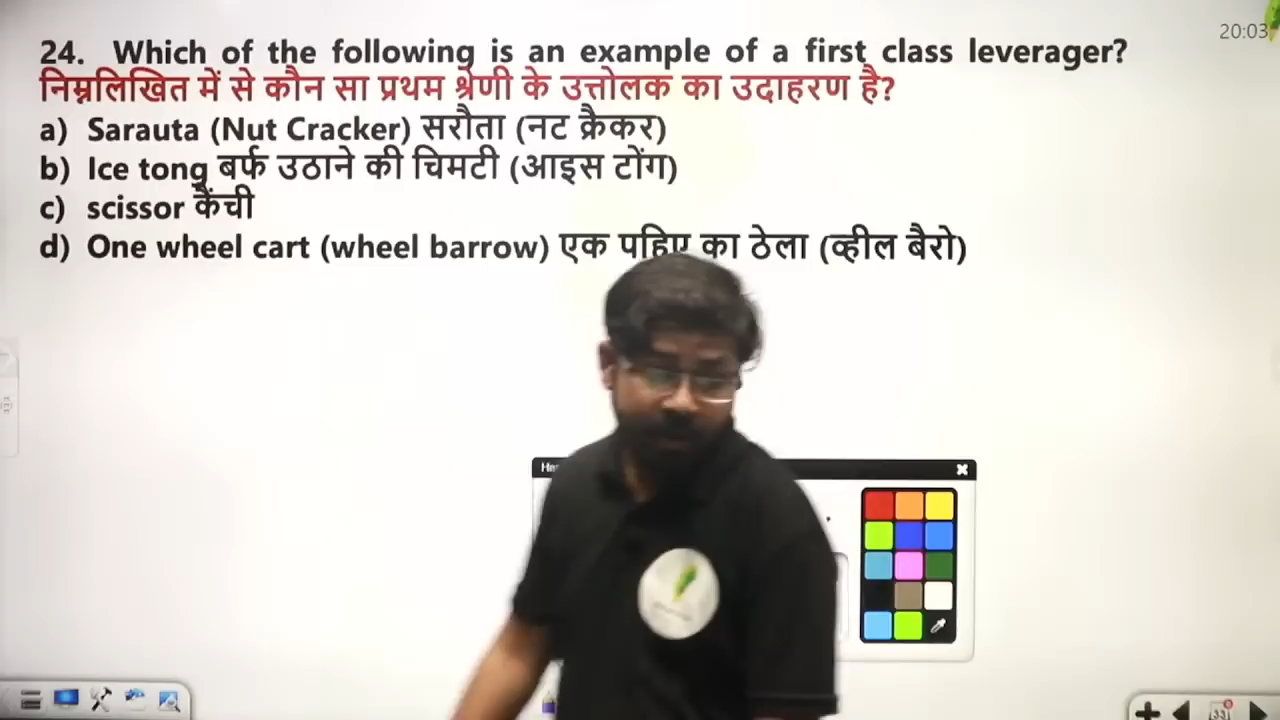 20:03
24. Which of the following is an example of a first class leverager?
निम्नलिखित में से कौन सा प्रथम श्रेणी के उत्तोलक का उदाहरण है?
a) Sarauta (Nut Cracker) सरौता (नट क्रैकर)
b) Ice tong बर्फ उठाने की चिमटी (आइस टोंग)
c) scissor कैंची
d) One wheel cart (wheel barrow) एक पहिए का ठेला (व्हील बैरो)